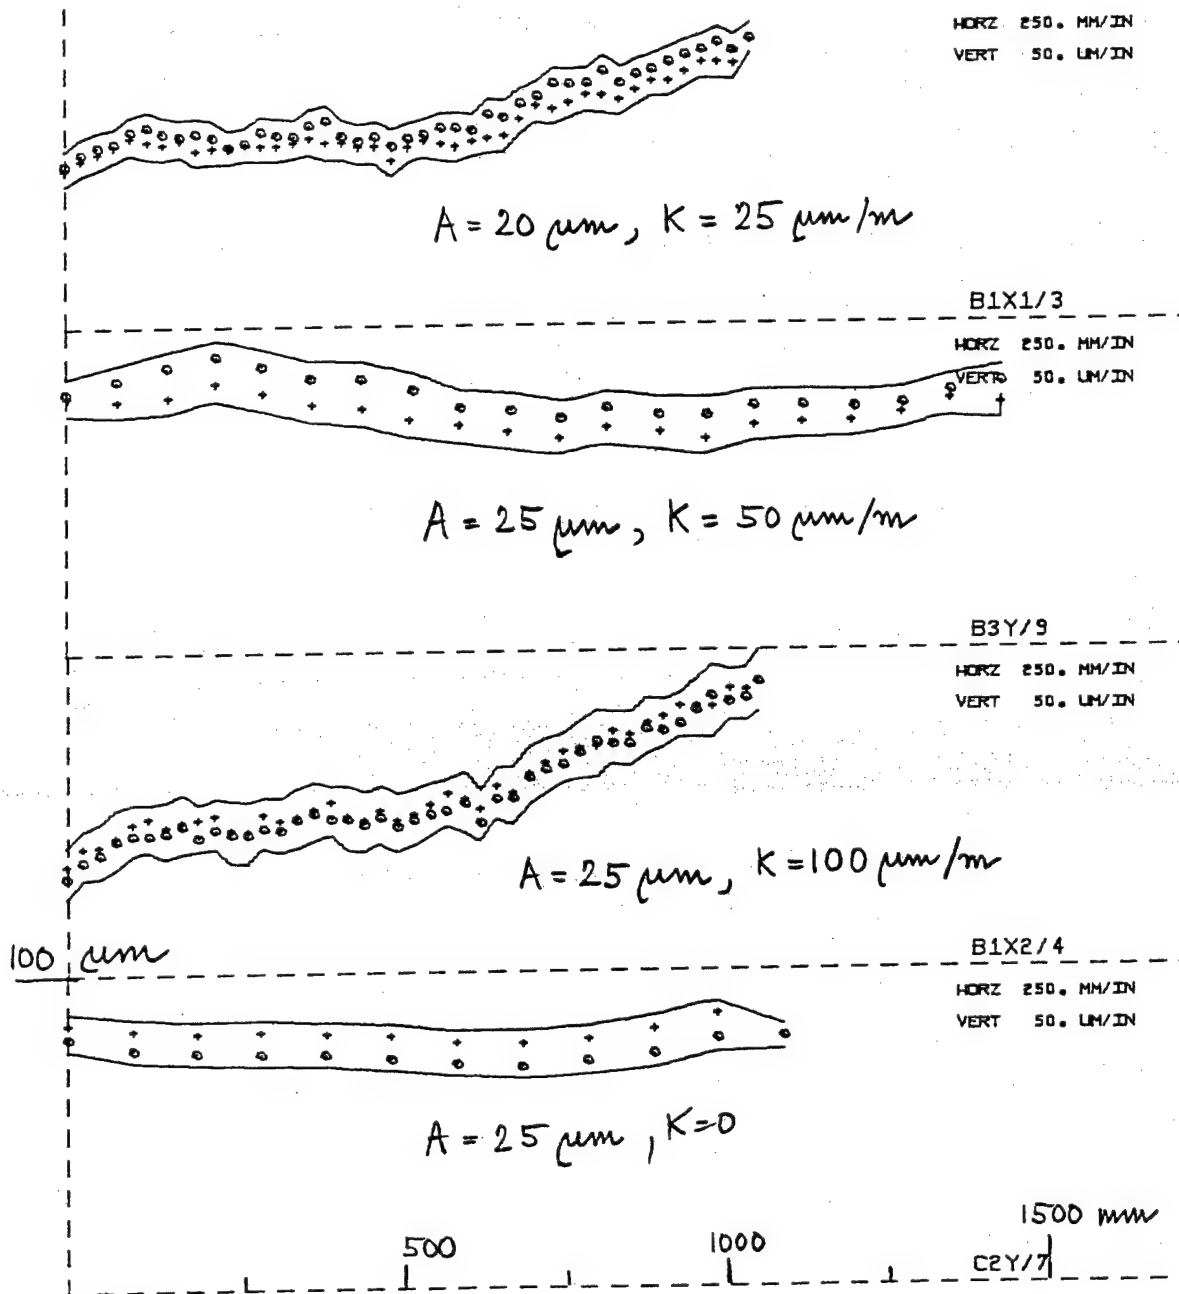 HORZ 250. MM/IN
VERT 50. UM/IN
A = 20 μm, K = 25 μm/m
B1X1/3
HORZ 250. MM/IN
VERT 50. UM/IN
A = 25 μm, K = 50 μm/m
B3Y/9
HORZ 250. MM/IN
VERT 50. UM/IN
A = 25 μm, K = 100 μm/m
100 μm
B1X2/4
HORZ 250. MM/IN
VERT 50. UM/IN
A = 25 μm, K = 0
1500 mm
500 1000
C2Y/7